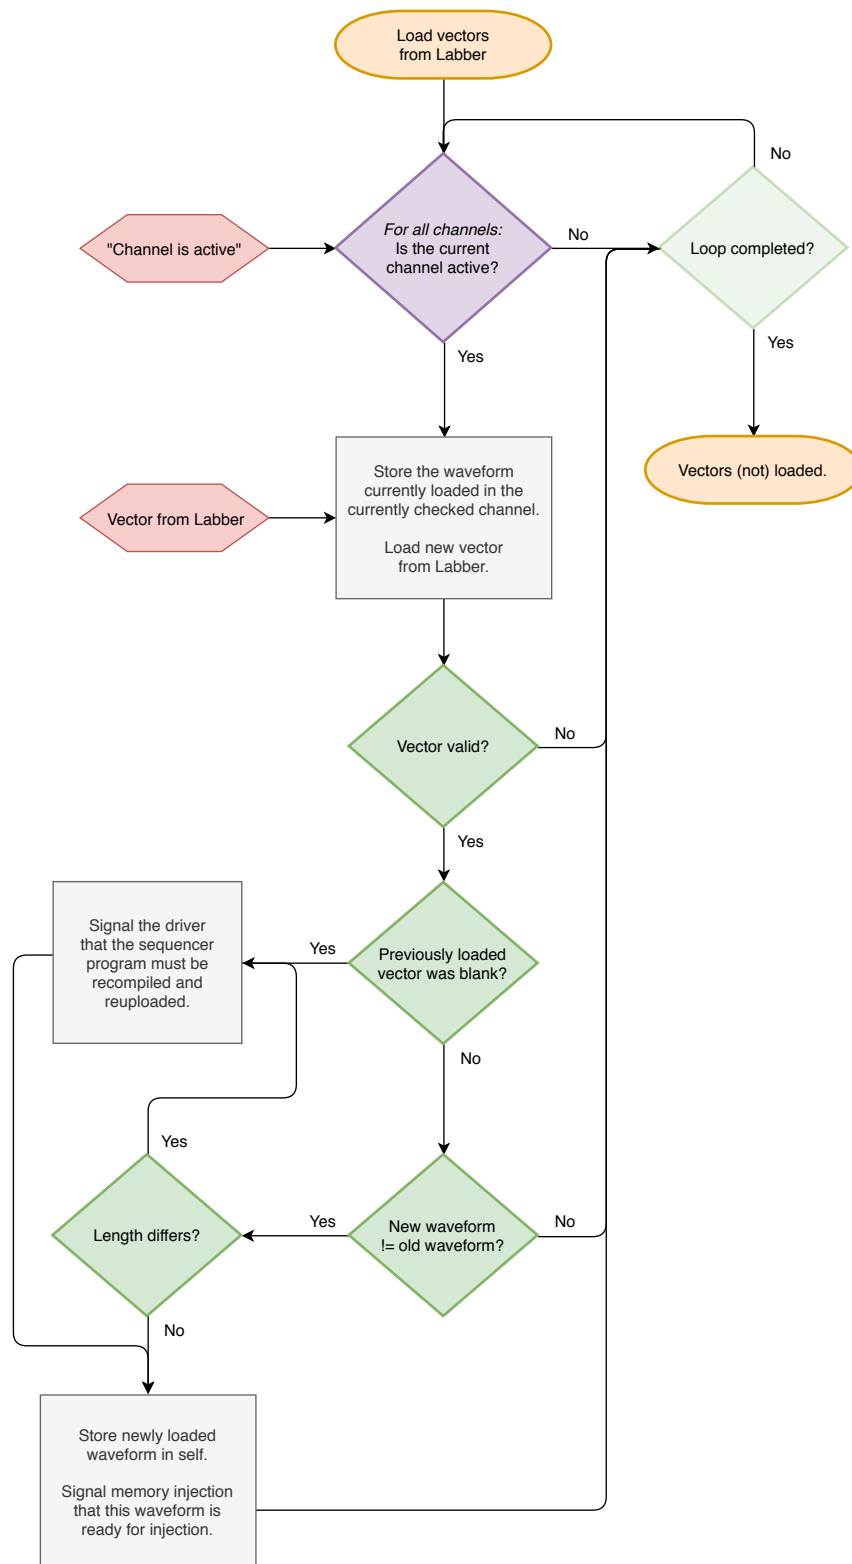 Load vectors
from Labber
No
"Channel is active"
For all channels:
Is the current
channel active?
No
Loop completed?
Yes
Yes
Store the waveform
currently loaded in the
currently checked channel.
Load new vector
from Labber.
Vectors (not) loaded.
Vector from Labber
Vector valid?
No
Yes
Signal the driver
that the sequencer
program must be
recompiled and
reuploaded.
Yes
Previously loaded
vector was blank?
No
Yes
Length differs?
Yes
New waveform
!= old waveform?
No
No
Store newly loaded
waveform in self.
Signal memory injection
that this waveform is
ready for injection.